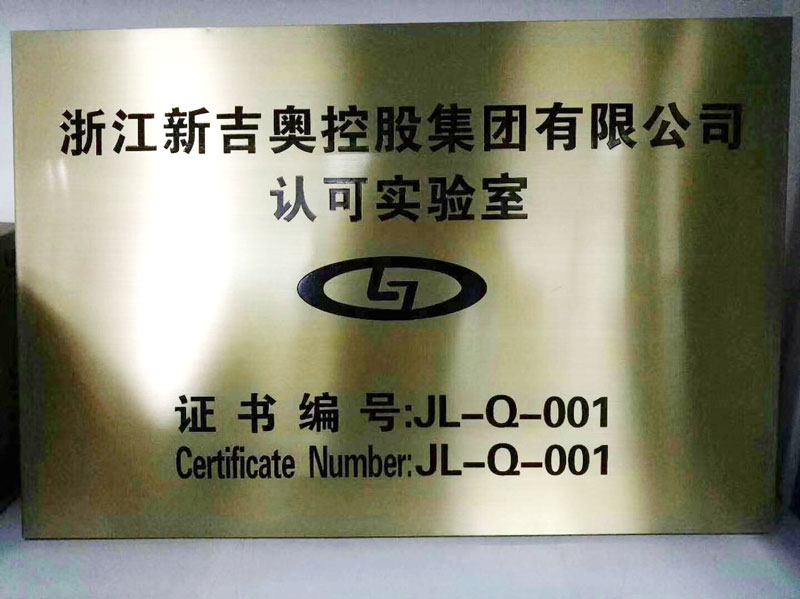 浙江新吉奥控股集团有限公司
认可实验室
证书编号:JL-Q-001
Certificate Number:JL-Q-001